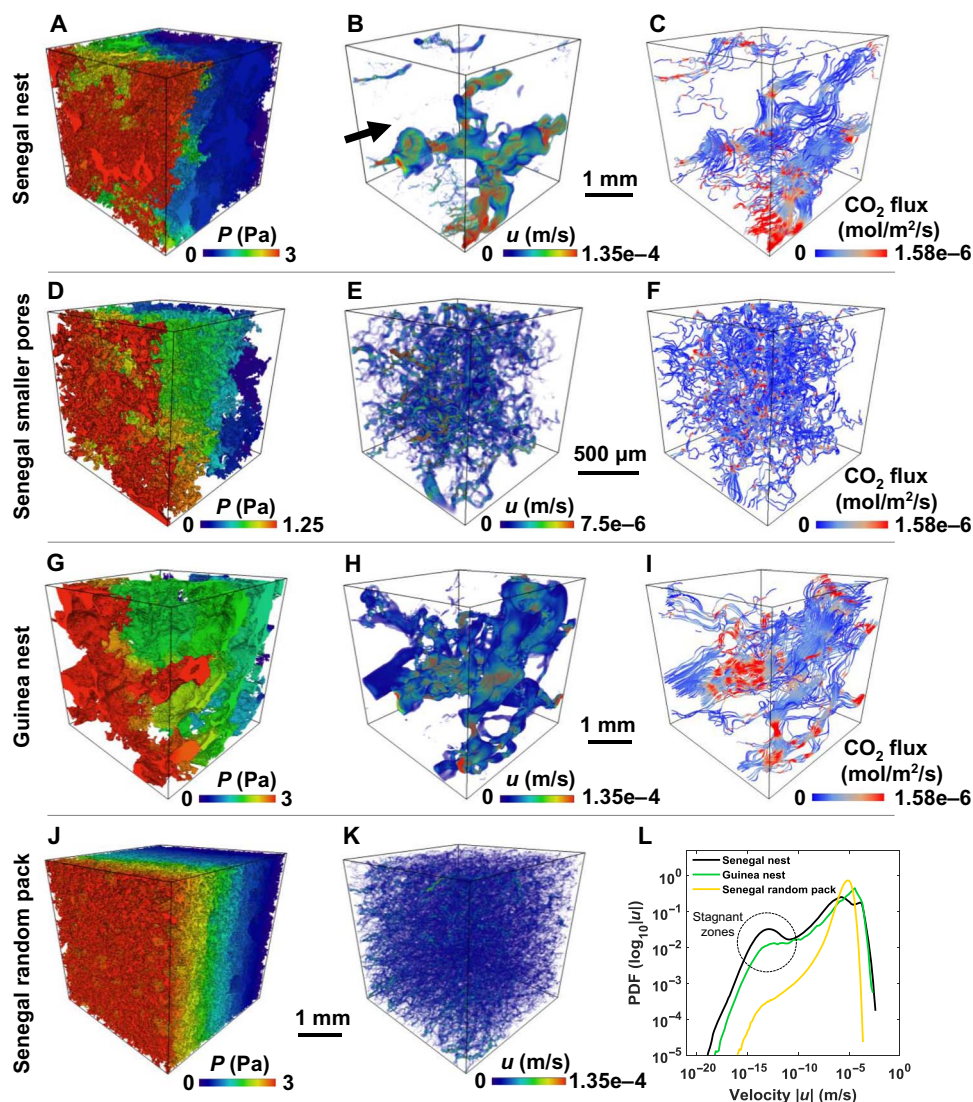 A
B
C
Senegal nest
P (Pa)
0
3
1 mm
u (m/s)
0
1.35e–4
CO₂ flux
(mol/m²/s)
0
1.58e–6
D
E
F
Senegal smaller pores
P (Pa)
0
1.25
500 µm
u (m/s)
0
7.5e–6
CO₂ flux
(mol/m²/s)
0
1.58e–6
G
H
I
Guinea nest
P (Pa)
0
3
1 mm
u (m/s)
0
1.35e–4
CO₂ flux
(mol/m²/s)
0
1.58e–6
J
K
L
Senegal random pack
1 mm
P (Pa)
0
3
u (m/s)
0
1.35e–4
Senegal nest
Guinea nest
Senegal random pack
Stagnant
zones
PDF (log₁₀|u|)
10⁰
10⁻¹
10⁻²
10⁻³
10⁻⁴
10⁻⁵
10⁻²⁰
10⁻¹⁵
10⁻¹⁰
10⁻⁵
10⁰
Velocity |u| (m/s)